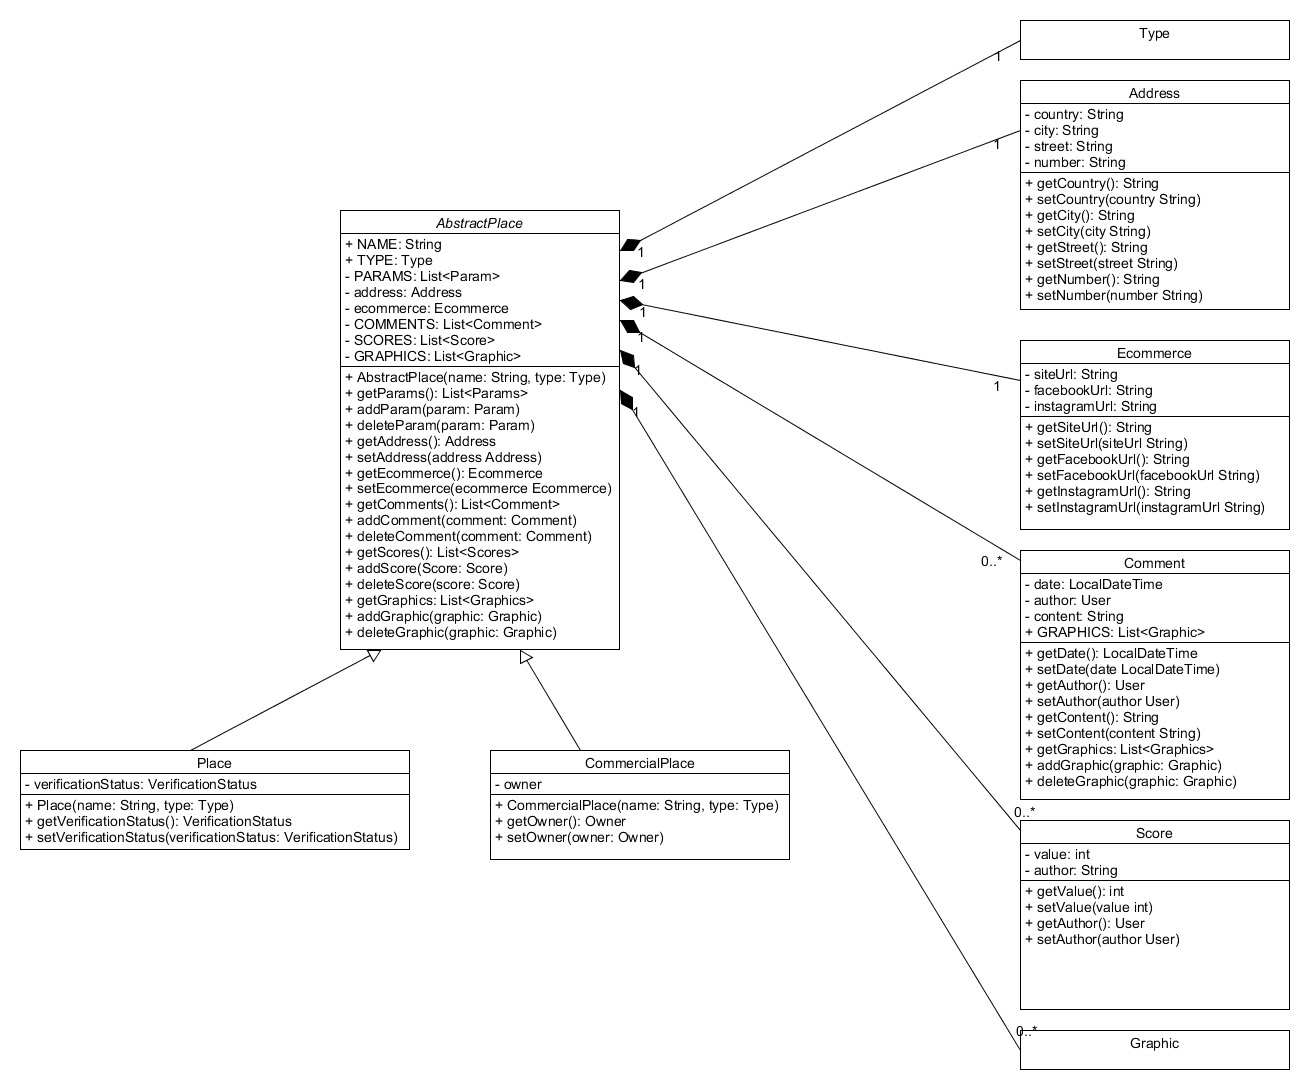 Type
1
Address
- country: String
- city: String
- street: String
- number: String
+ getCountry(): String
+ setCountry(country String)
+ getCity(): String
+ setCity(city String)
+ getStreet(): String
+ setStreet(street String)
+ getNumber(): String
+ setNumber(number String)
1
AbstractPlace
+ NAME: String
+ TYPE: Type
- PARAMS: List<Param>
- address: Address
- ecommerce: Ecommerce
- COMMENTS: List<Comment>
- SCORES: List<Score>
- GRAPHICS: List<Graphic>
+ AbstractPlace(name: String, type: Type)
+ getParams(): List<Params>
+ addParam(param: Param)
+ deleteParam(param: Param)
+ getAddress(): Address
+ setAddress(address Address)
+ getEcommerce(): Ecommerce
+ setEcommerce(ecommerce Ecommerce)
+ getComments(): List<Comment>
+ addComment(comment: Comment)
+ deleteComment(comment: Comment)
+ getScores(): List<Scores>
+ addScore(Score: Score)
+ deleteScore(score: Score)
+ getGraphics: List<Graphics>
+ addGraphic(graphic: Graphic)
+ deleteGraphic(graphic: Graphic)
1
1
1
1
1
1
Ecommerce
- siteUrl: String
- facebookUrl: String
- instagramUrl: String
+ getSiteUrl(): String
+ setSiteUrl(siteUrl String)
+ getFacebookUrl(): String
+ setFacebookUrl(facebookUrl String)
+ getInstagramUrl(): String
+ setInstagramUrl(instagramUrl String)
1
0..*
Comment
- date: LocalDateTime
- author: User
- content: String
+ GRAPHICS: List<Graphic>
+ getDate(): LocalDateTime
+ setDate(date LocalDateTime)
+ getAuthor(): User
+ setAuthor(author User)
+ getContent(): String
+ setContent(content String)
+ getGraphics: List<Graphics>
+ addGraphic(graphic: Graphic)
+ deleteGraphic(graphic: Graphic)
Place
- verificationStatus: VerificationStatus
+ Place(name: String, type: Type)
+ getVerificationStatus(): VerificationStatus
+ setVerificationStatus(verificationStatus: VerificationStatus)
CommercialPlace
- owner
+ CommercialPlace(name: String, type: Type)
+ getOwner(): Owner
+ setOwner(owner: Owner)
0..*
Score
- value: int
- author: String
+ getValue(): int
+ setValue(value int)
+ getAuthor(): User
+ setAuthor(author User)
0..*
Graphic